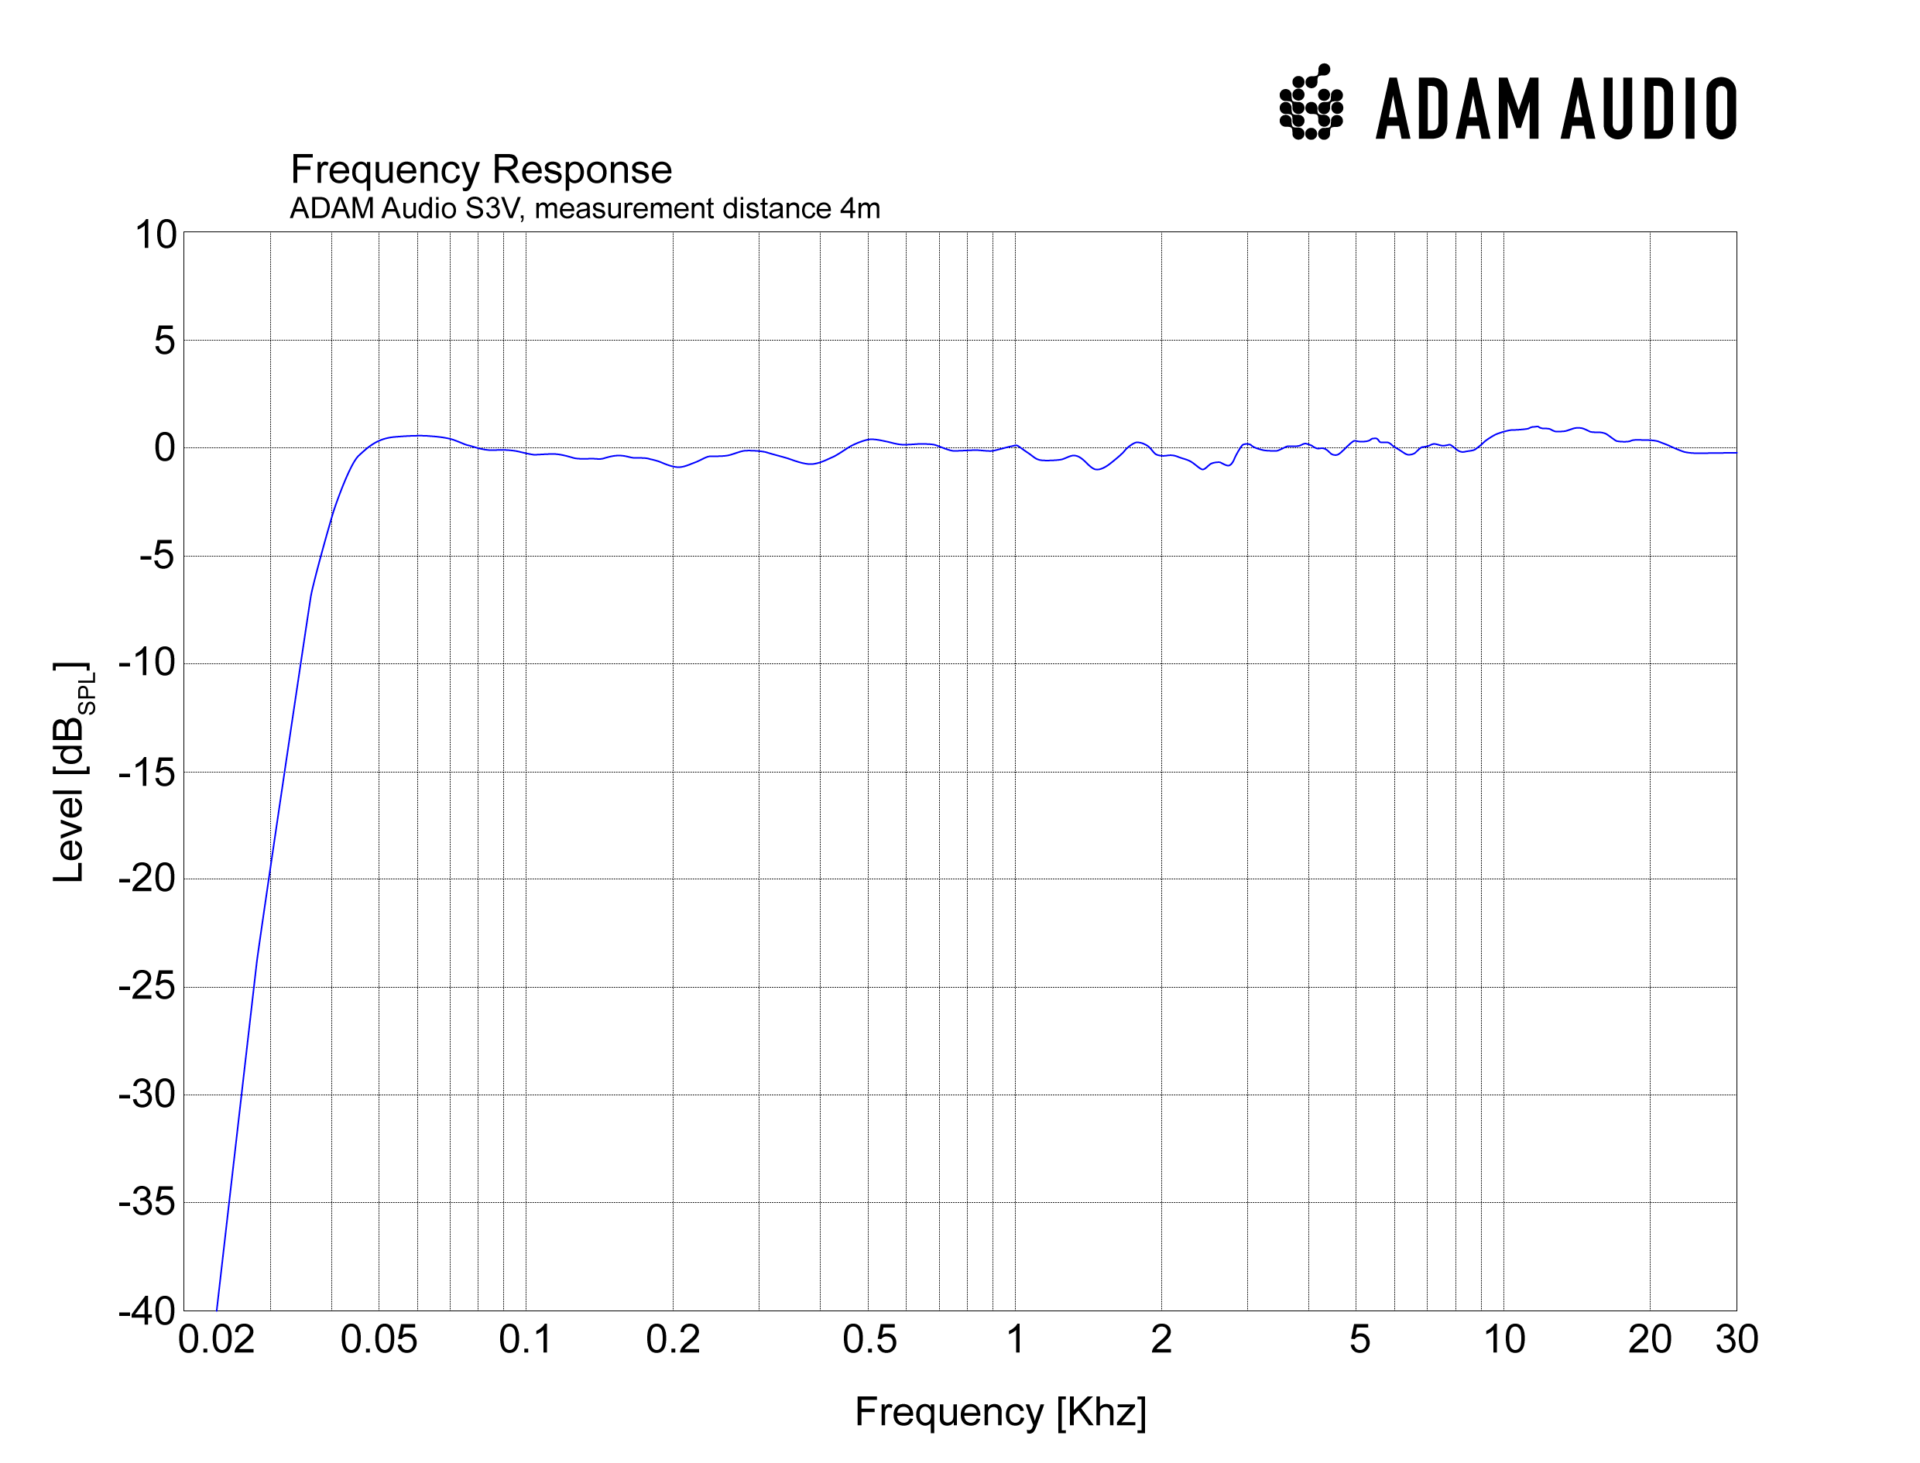 ADAM AUDIO
Frequency Response
ADAM Audio S3V, measurement distance 4m
10
5
0
-5
-10
-15
-20
-25
-30
-35
-40
Level [dBSPL]
0.02 0.05 0.1 0.2 0.5 1 2 5 10 20 30
Frequency [Khz]